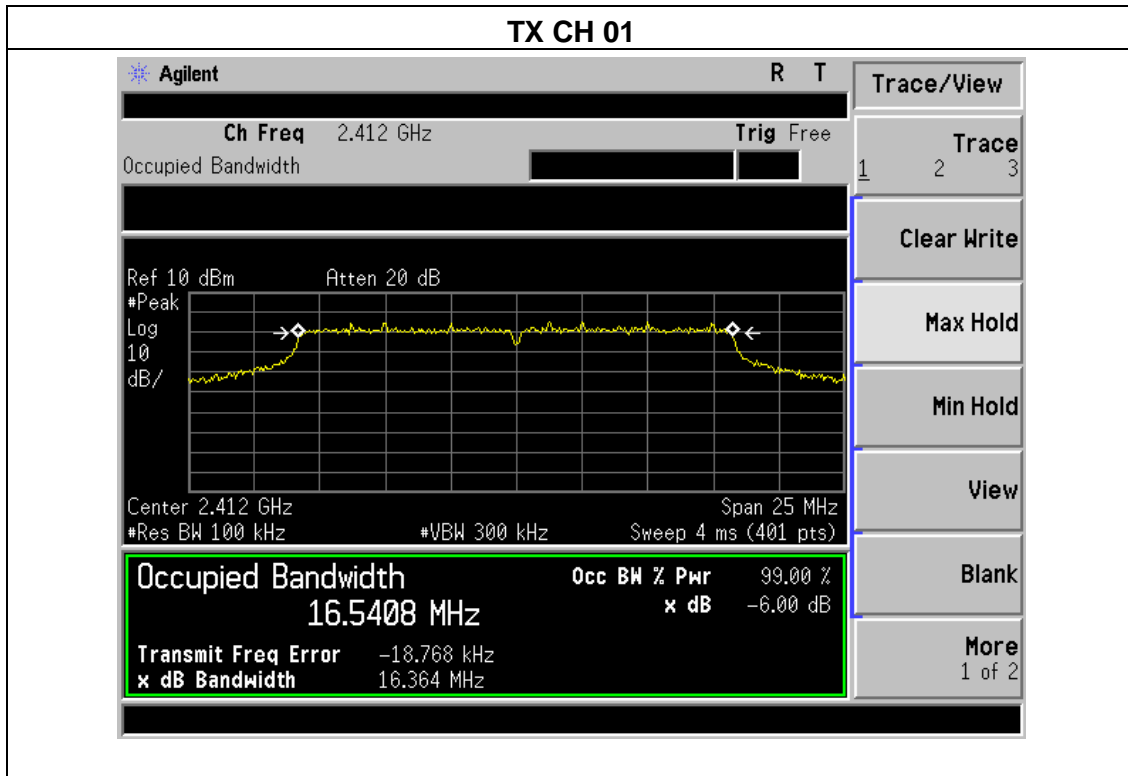 TX CH 01
Agilent R T
Trace/View
Ch Freq 2.412 GHz Trig Free
Occupied Bandwidth
Trace
1 2 3
Clear Write
Ref 10 dBm Atten 20 dB
#Peak
Log
10
dB/
Max Hold
Min Hold
View
Center 2.412 GHz Span 25 MHz
#Res BW 100 kHz #VBW 300 kHz Sweep 4 ms (401 pts)
Occupied Bandwidth Occ BW % Pwr 99.00 %
16.5408 MHz x dB -6.00 dB
Blank
Transmit Freq Error -18.768 kHz
x dB Bandwidth 16.364 MHz
More
1 of 2